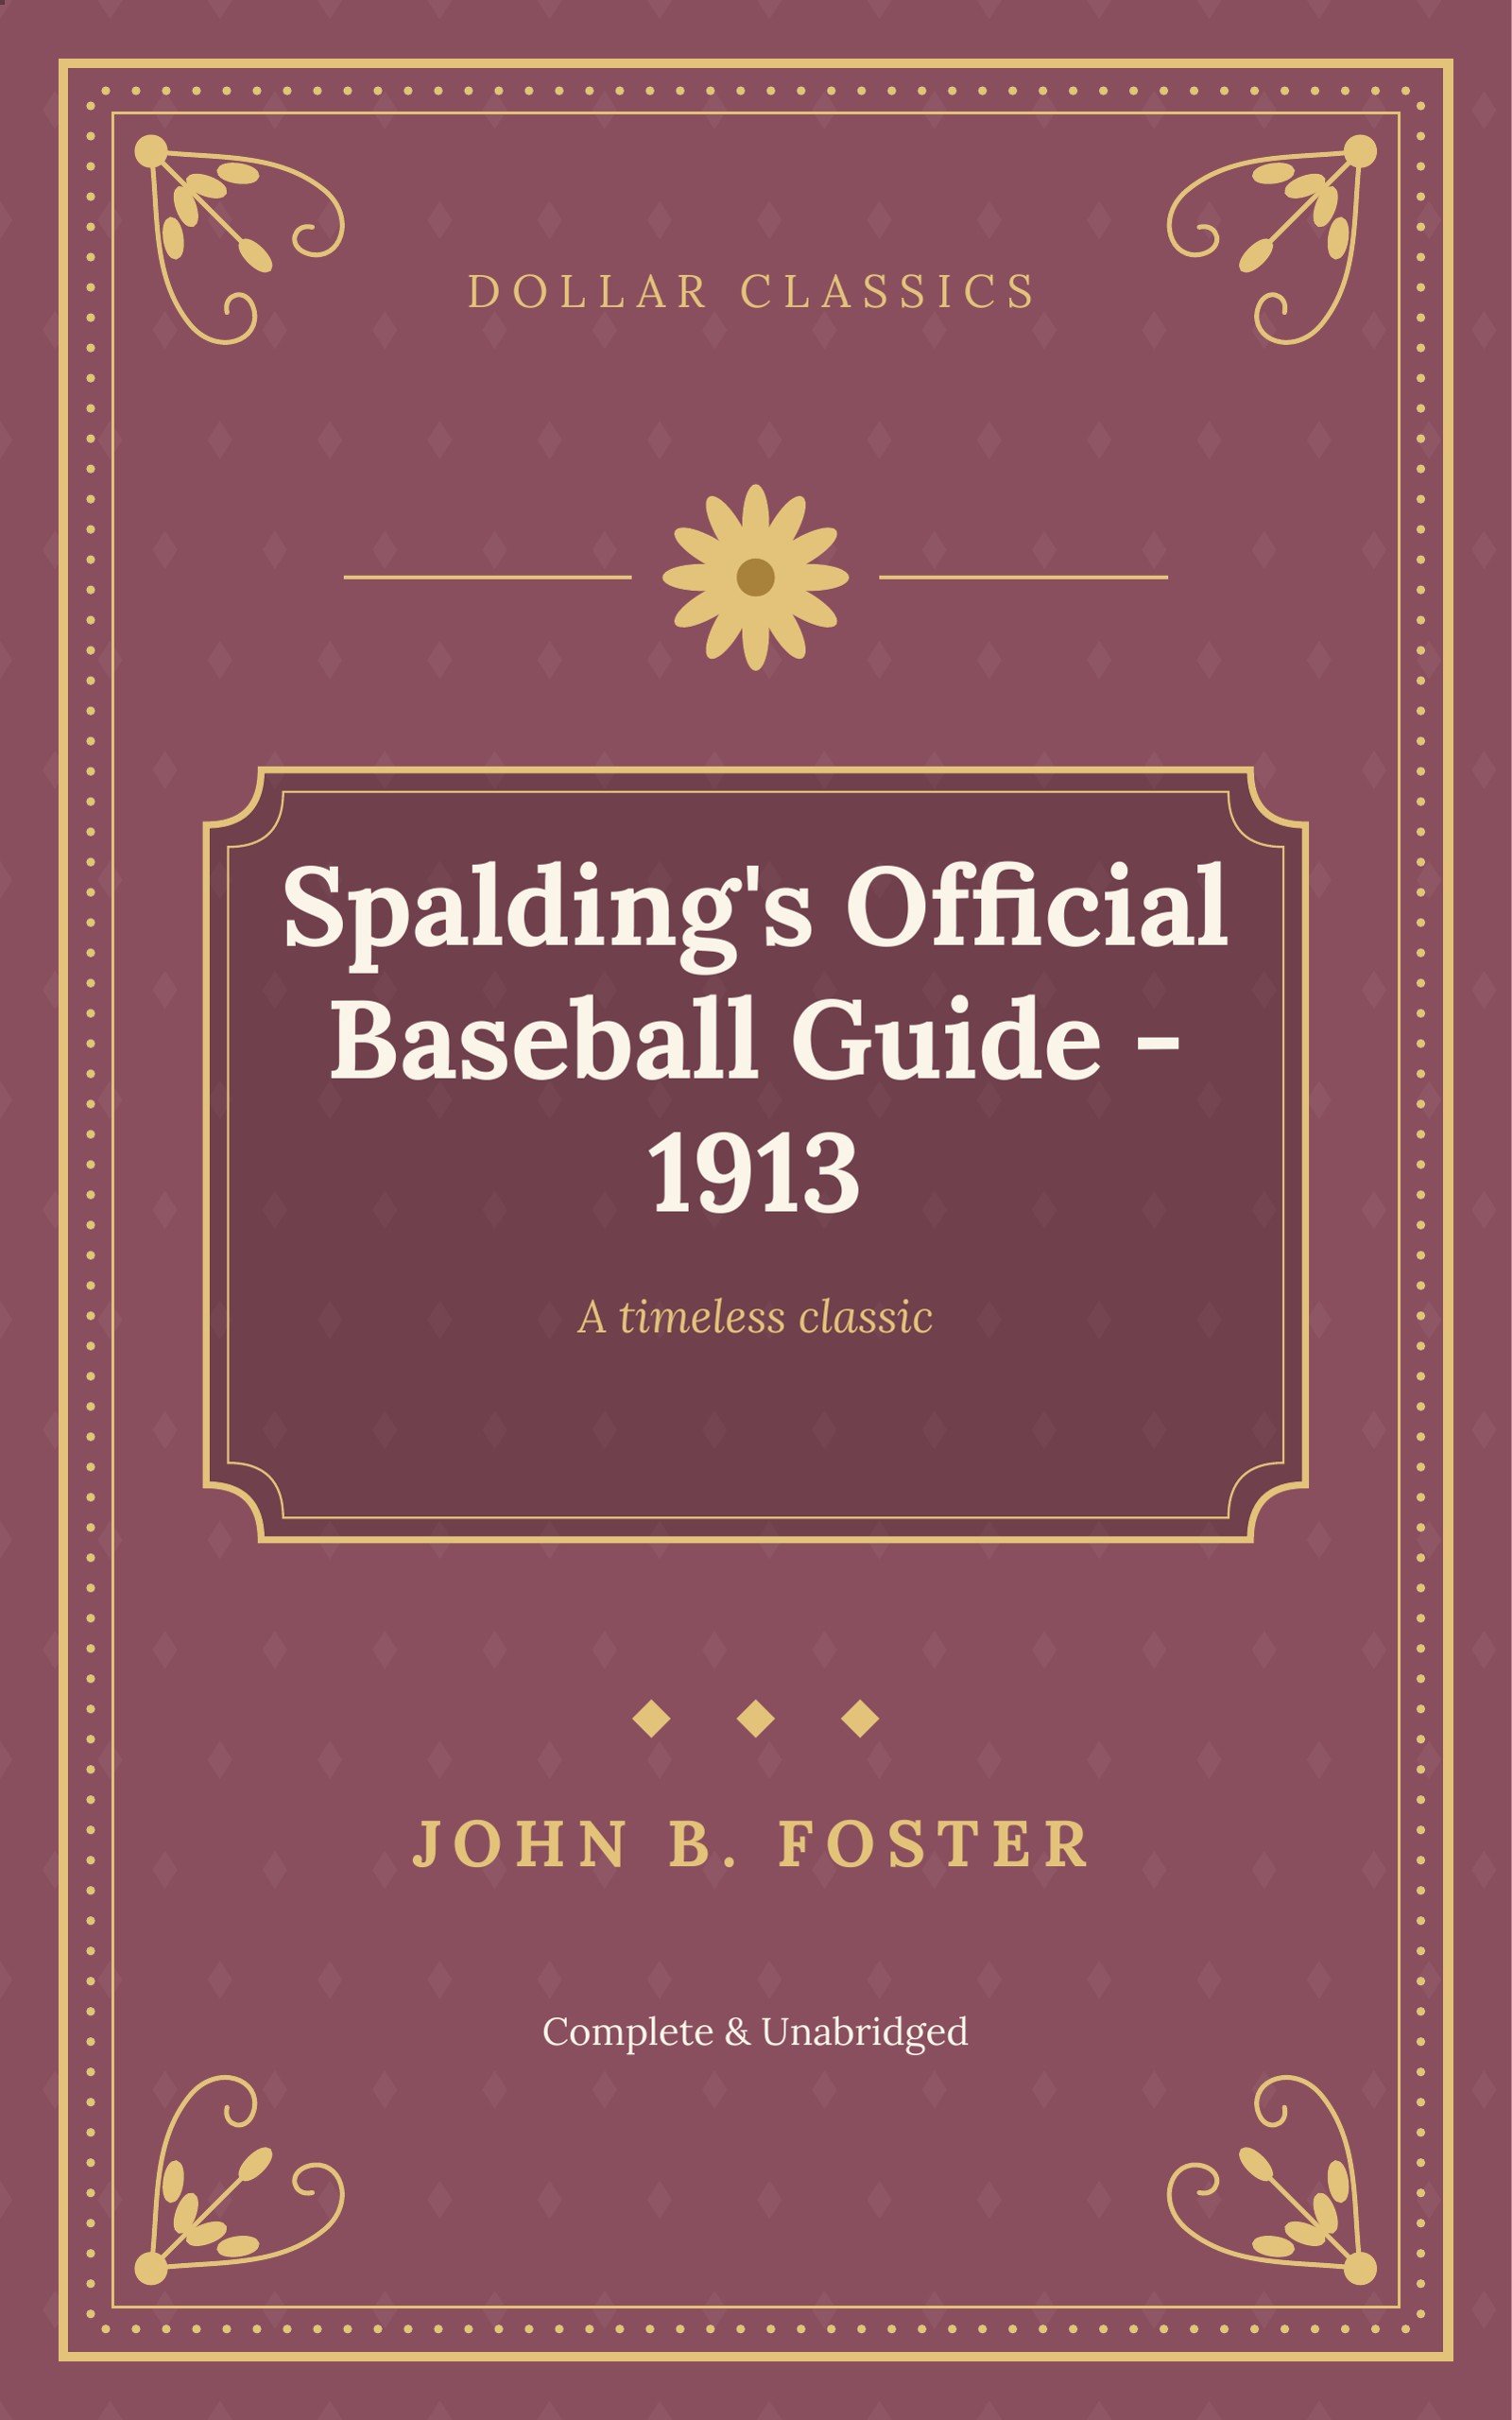 DOLLAR CLASSICS
Spalding's Official
Baseball Guide -
1913
A timeless classic
JOHN B. FOSTER
Complete & Unabridged